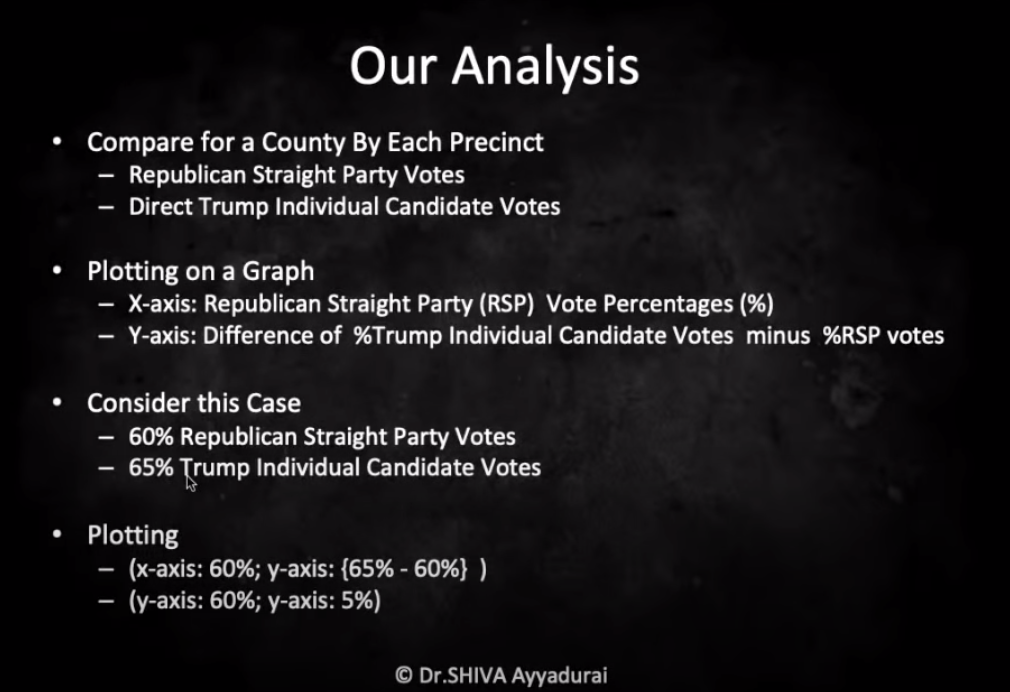 Our Analysis
• Compare for a County By Each Precinct
– Republican Straight Party Votes
– Direct Trump Individual Candidate Votes
• Plotting on a Graph
– X-axis: Republican Straight Party (RSP) Vote Percentages (%)
– Y-axis: Difference of %Trump Individual Candidate Votes minus %RSP votes
• Consider this Case
– 60% Republican Straight Party Votes
– 65% Trump Individual Candidate Votes
• Plotting
– (x-axis: 60%; y-axis: {65% - 60%} )
– (y-axis: 60%; y-axis: 5%)
© Dr.SHIVA Ayyadurai